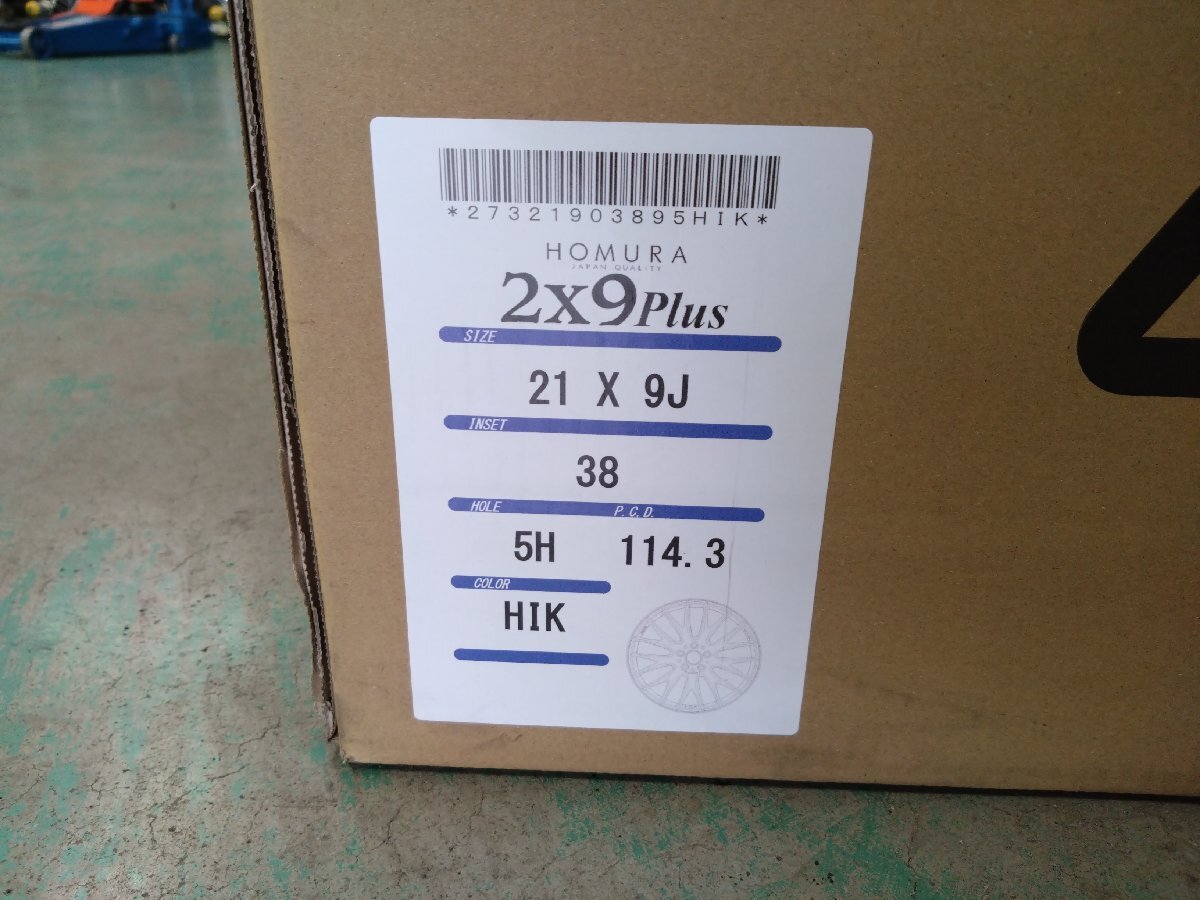 *27321903895HIK*
HOMURA
JAPAN QUALITY
2x9Plus
SIZE
21 X 9J
INSET
38
HOLE P.C.D.
5H 114.3
COLOR
HIK